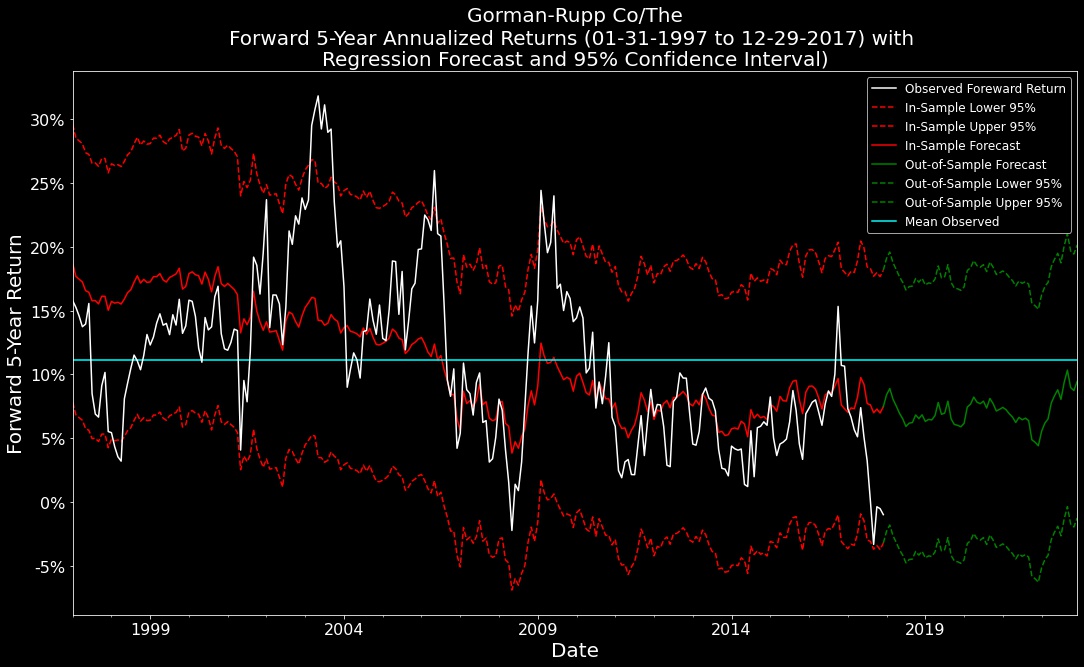 Gorman-Rupp Co/The
Forward 5-Year Annualized Returns (01-31-1997 to 12-29-2017) with
Regression Forecast and 95% Confidence Interval)
Observed Foreward Return
In-Sample Lower 95%
In-Sample Upper 95%
In-Sample Forecast
Out-of-Sample Forecast
Out-of-Sample Lower 95%
Out-of-Sample Upper 95%
Mean Observed
Forward 5-Year Return
30%
25%
20%
15%
10%
5%
0%
-5%
1999 2004 2009 2014 2019
Date